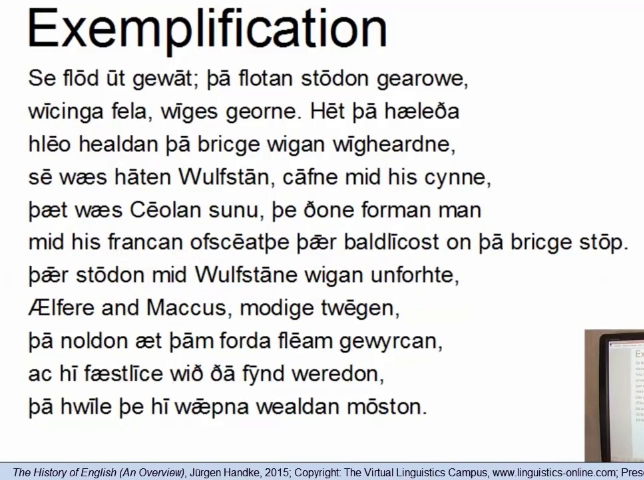 Exemplification
Se flōd ūt gewāt; þā flotan stōdon gearowe,
wīcinga fela, wīges georne. Hēt þā hæleða
hlēo healdan þā bricge wigan wīgheardne,
sē wæs hāten Wulfstān, cāfne mid his cynne,
þæt wæs Cēolan sunu, þe ðone forman man
mid his francan ofscēatþe þǣr baldlīcost on þā bricge stōp.
þǣr stōdon mid Wulfstāne wigan unforhte,
Ælfere and Maccus, modige twēgen,
þā noldon æt þām forda flēam gewyrcan,
ac hī fæstlīce wið ðā fȳnd weredon,
þā hwīle þe hī wǣpna wealdan mōston.
The History of English (An Overview), Jürgen Handke, 2015; Copyright: The Virtual Linguistics Campus, www.linguistics-online.com;